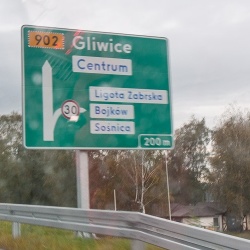 902 Gliwice
Centrum
Ligota Zabrska
30
Bojków
Sośnica
200 m